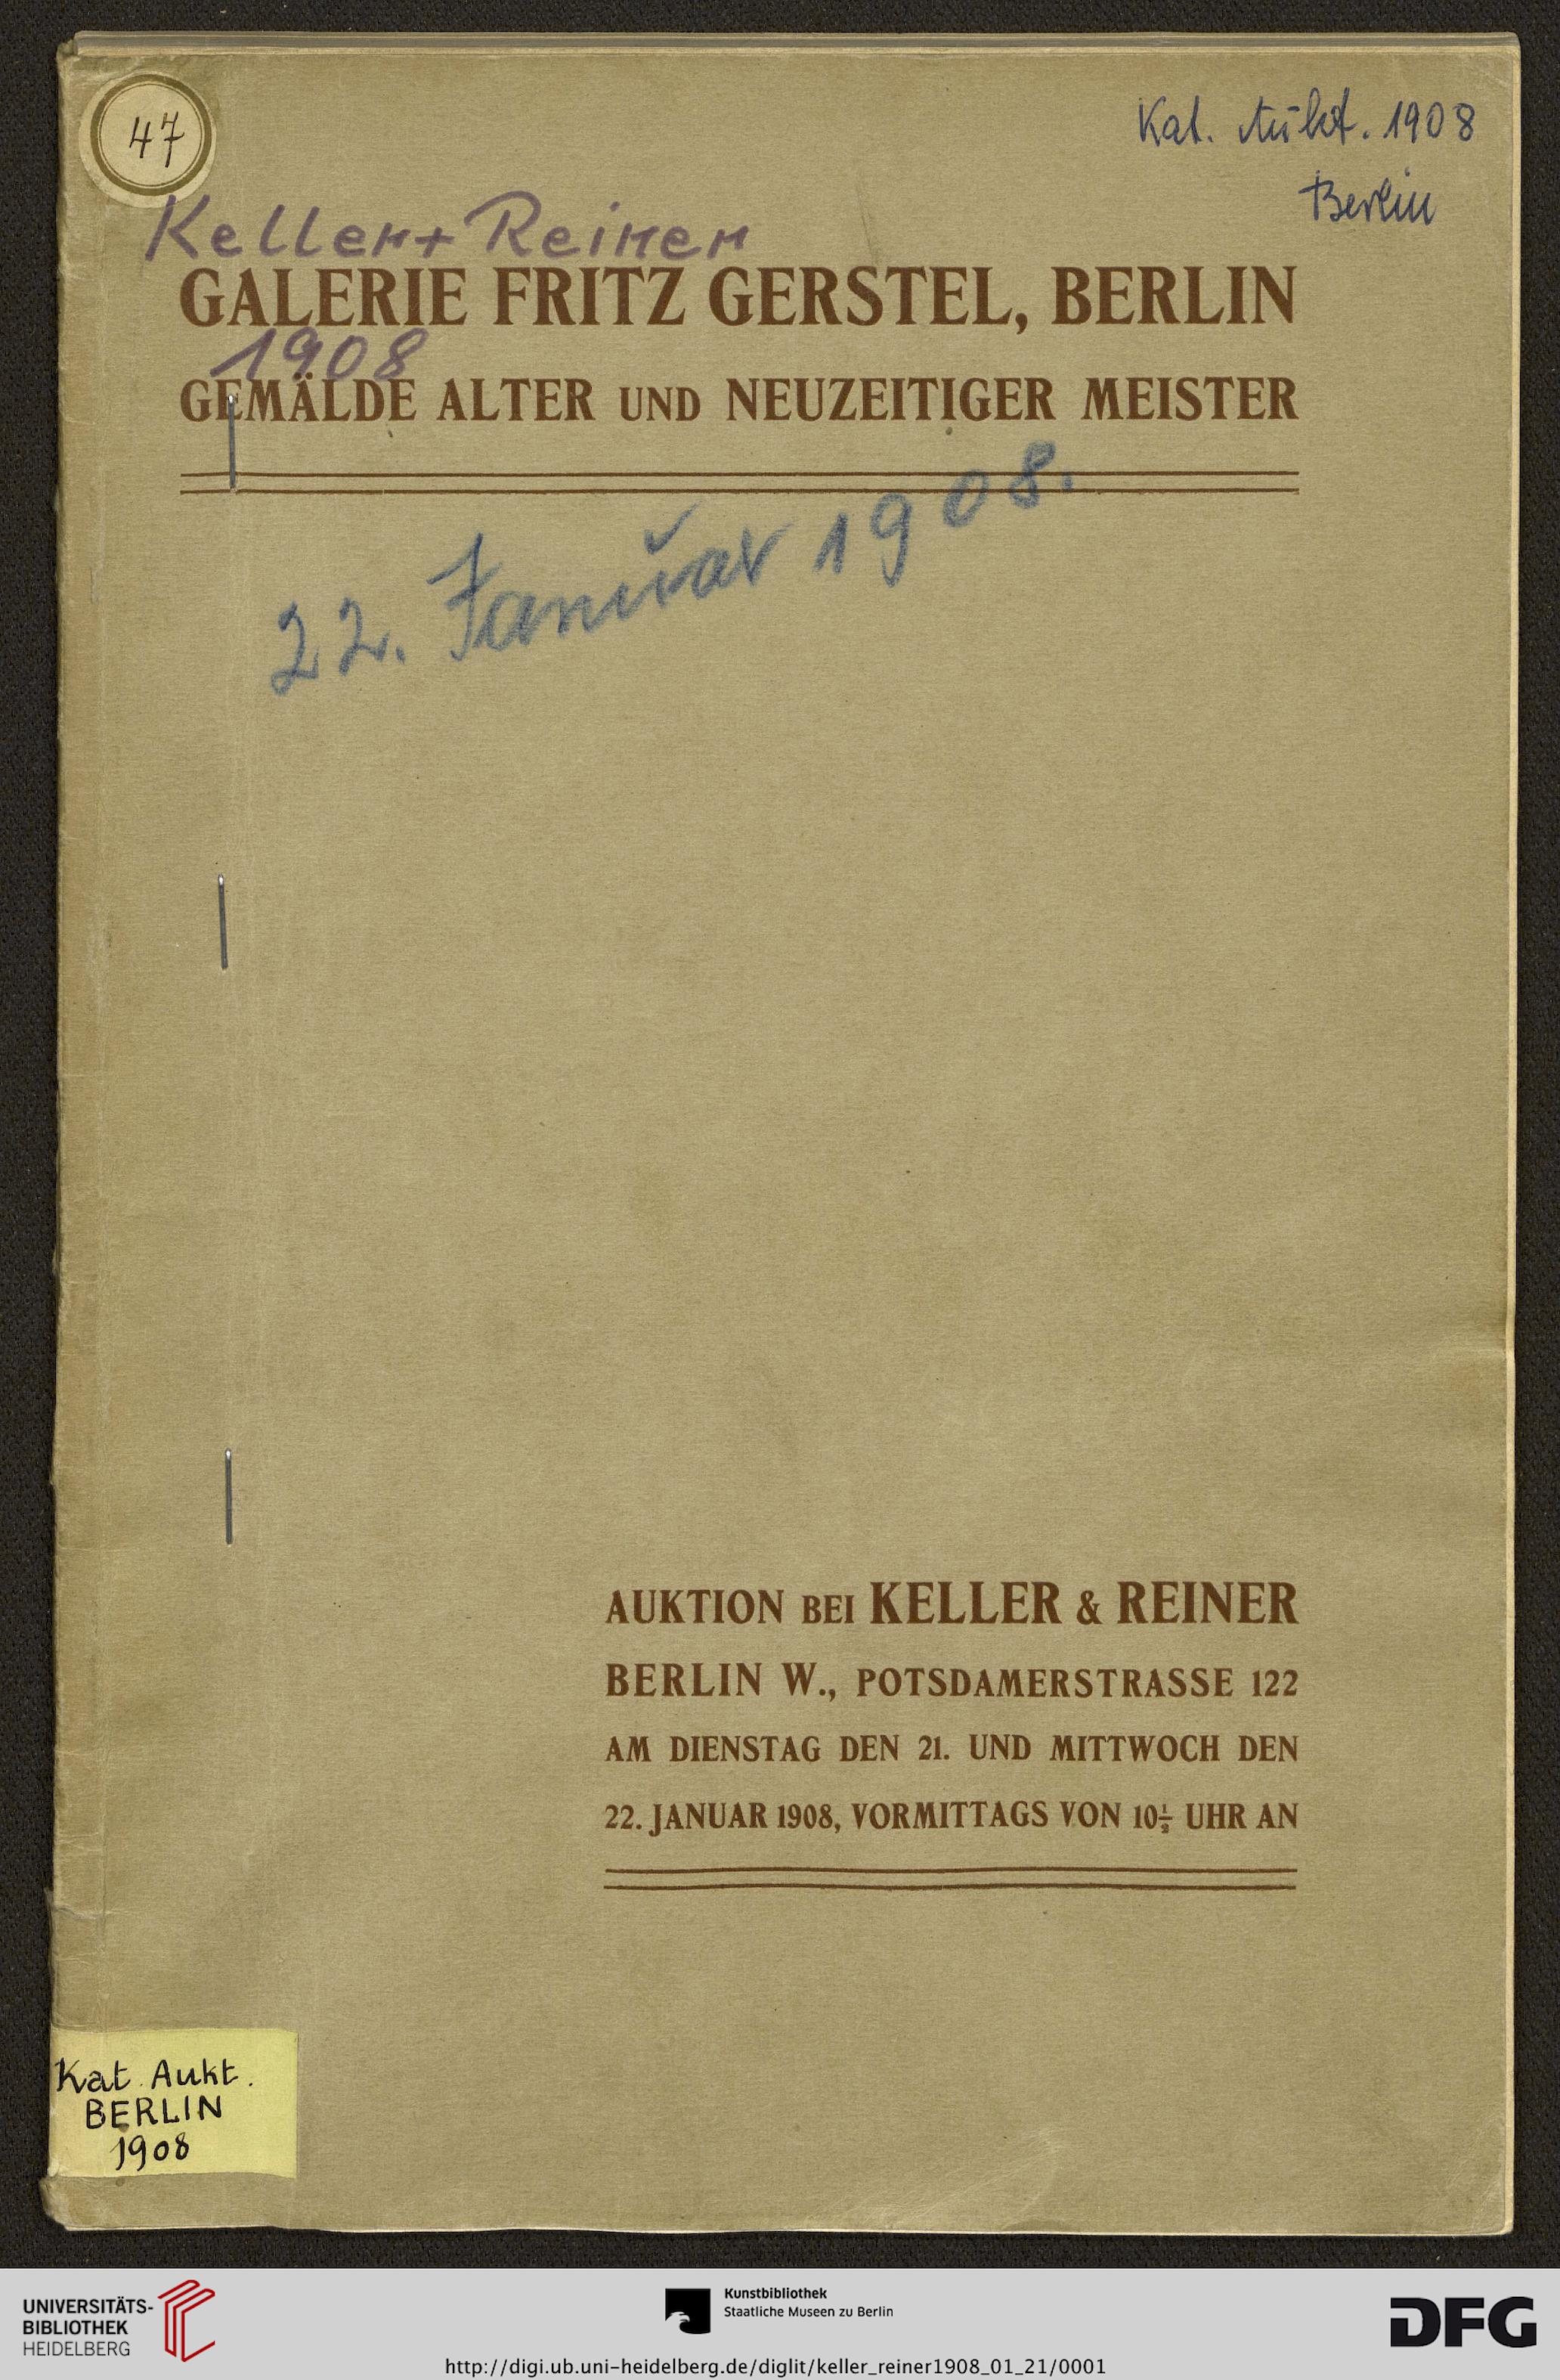 47
Kat. Aukt. 1908
Berlin
Keller + Reiner
GALERIE FRITZ GERSTEL, BERLIN
1908
GEMÄLDE ALTER UND NEUZEITIGER MEISTER
22. Januar 1908.
AUKTION BEI KELLER & REINER
BERLIN W., POTSDAMERSTRASSE 122
AM DIENSTAG DEN 21. UND MITTWOCH DEN
22. JANUAR 1908, VORMITTAGS VON 10½ UHR AN
Kat. Aukt.
BERLIN
1908
UNIVERSITÄTS-
BIBLIOTHEK
HEIDELBERG
Kunstbibliothek
Staatliche Museen zu Berlin
DFG
http://digi.ub.uni-heidelberg.de/diglit/keller_reiner1908_01_21/0001